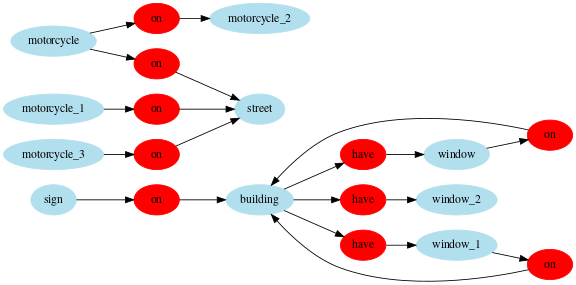 on
motorcycle_2
motorcycle
on
motorcycle_1
on
street
motorcycle_3
on
on
have
window
sign
on
building
have
window_2
have
window_1
on